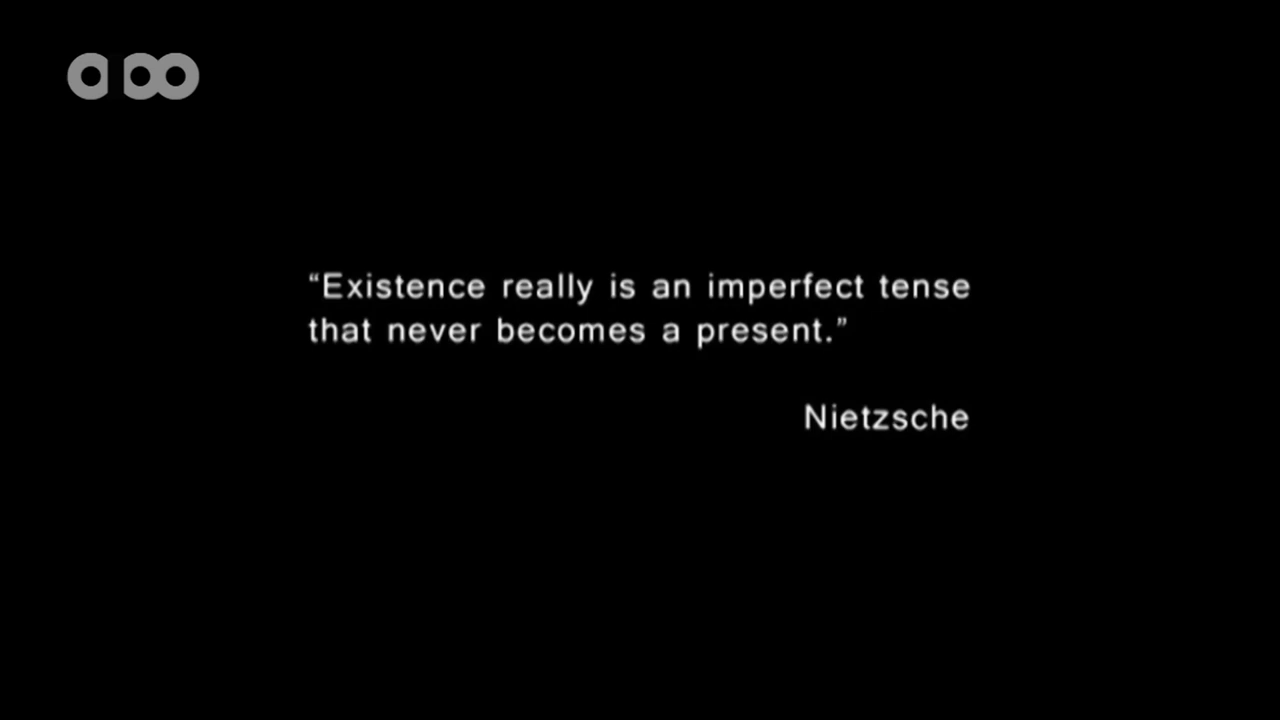 “Existence really is an imperfect tense
that never becomes a present.”
Nietzsche